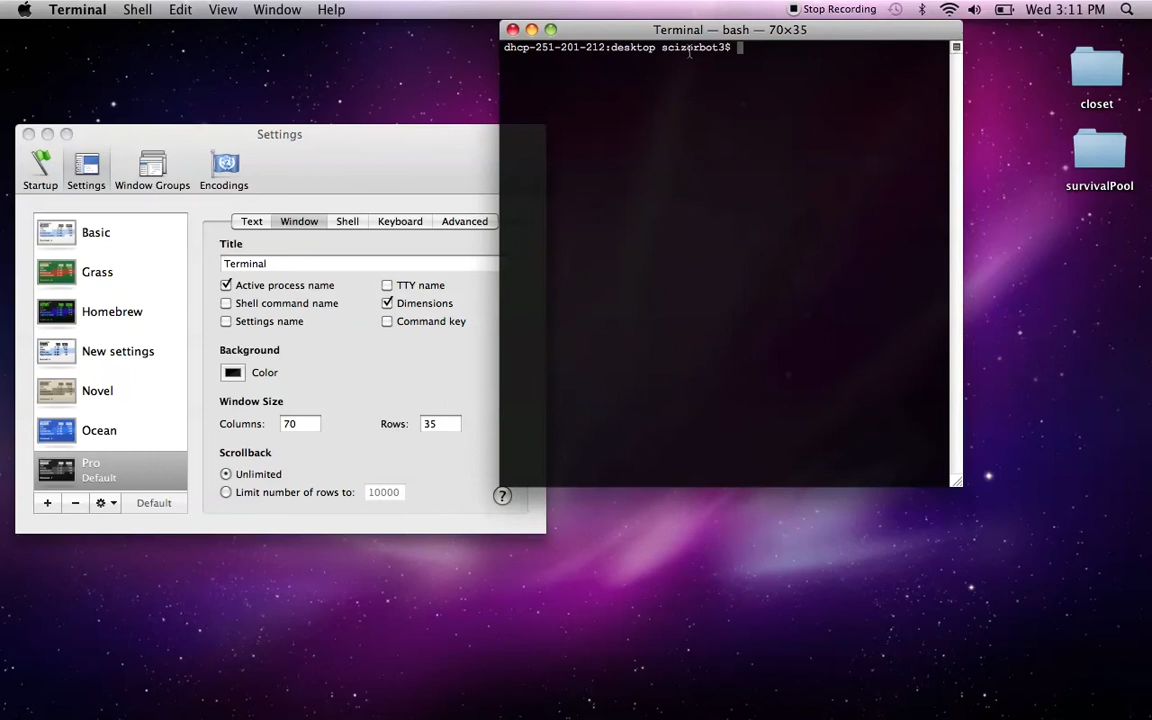 Terminal Shell Edit View Window Help Stop Recording Wed 3:11 PM
Terminal — bash — 70×35
dhcp-251-201-212:desktop scizorbot3$
closet
survivalPool
Settings
Startup Settings Window Groups Encodings
Basic
Grass
Homebrew
New settings
Novel
Ocean
Pro
Default
+ − Default
Text Window Shell Keyboard Advanced
Title
Terminal
Active process name TTY name
Shell command name Dimensions
Settings name Command key
Background
Color
Window Size
Columns: 70 Rows: 35
Scrollback
Unlimited
Limit number of rows to: 10000
?